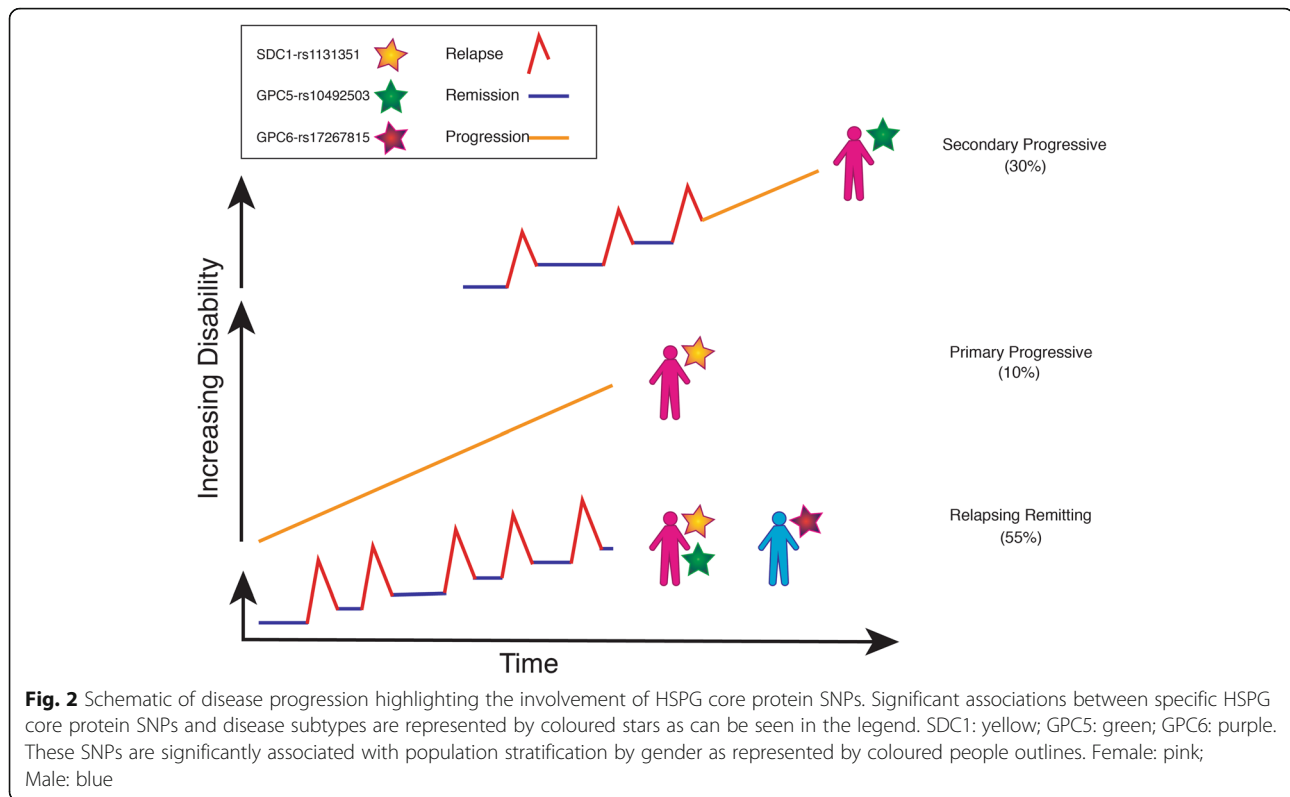 SDC1-rs1131351
Relapse
GPC5-rs10492503
Remission
GPC6-rs17267815
Progression
Secondary Progressive
(30%)
Primary Progressive
(10%)
Relapsing Remitting
(55%)
Increasing Disability
Time
Fig. 2 Schematic of disease progression highlighting the involvement of HSPG core protein SNPs. Significant associations between specific HSPG
core protein SNPs and disease subtypes are represented by coloured stars as can be seen in the legend. SDC1: yellow; GPC5: green; GPC6: purple.
These SNPs are significantly associated with population stratification by gender as represented by coloured people outlines. Female: pink;
Male: blue